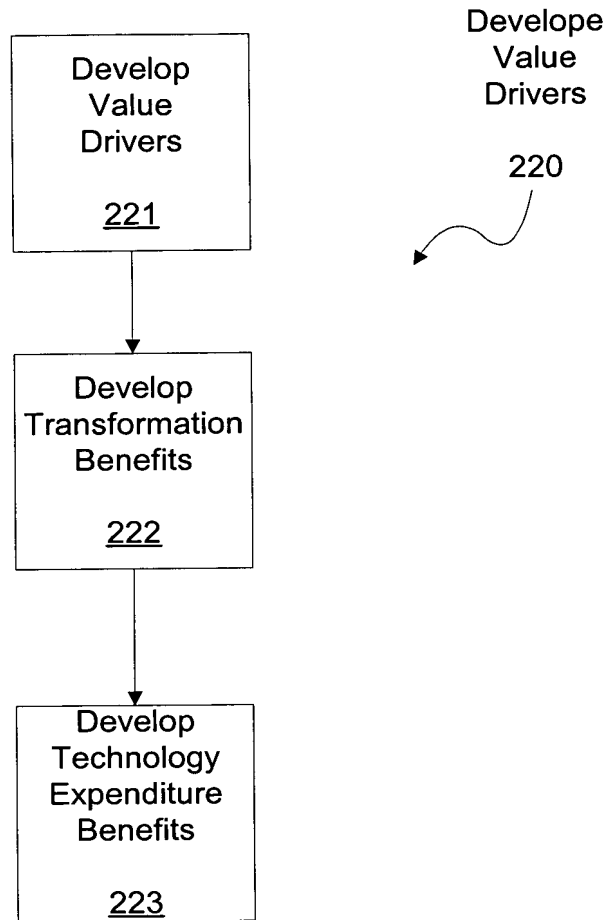 Develop
Value
Drivers
221
Develope
Value
Drivers
220
Develop
Transformation
Benefits
222
Develop
Technology
Expenditure
Benefits
223